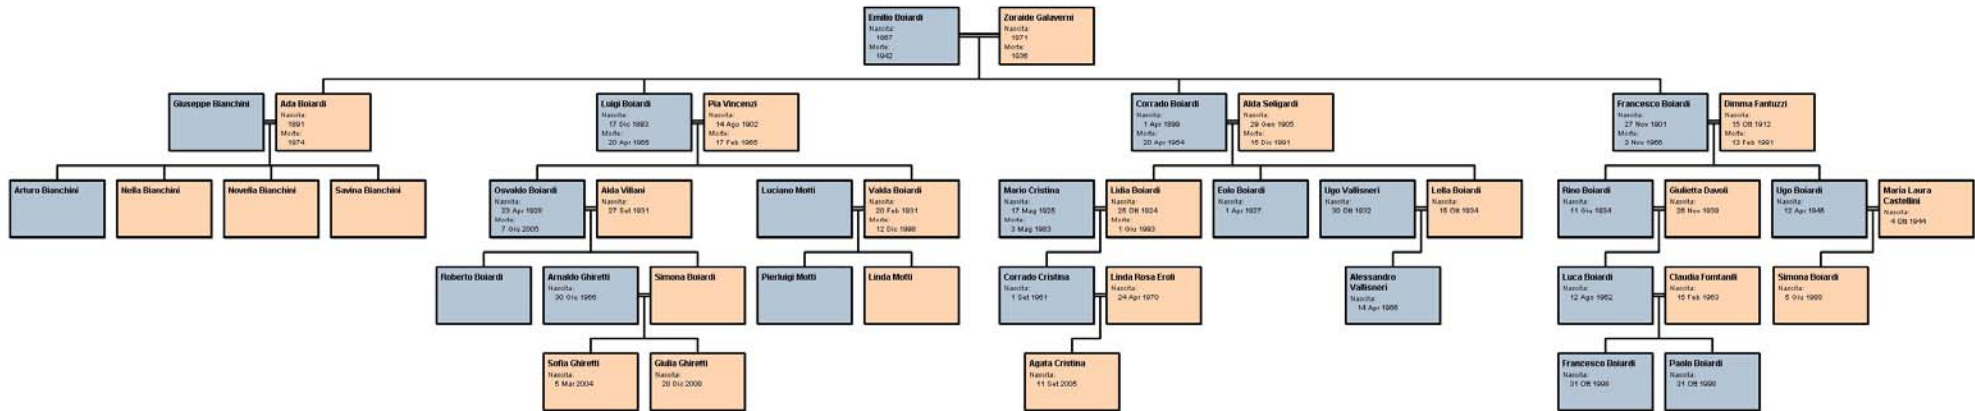 Emilio Boiardi
Nascita:
1867
Morte:
1942
Zoraide Galaverni
Nascita:
1871
Morte:
1936
Giuseppe Bianchini
Ada Boiardi
Nascita:
1891
Morte:
1974
Luigi Boiardi
Nascita:
17 Dic 1893
Morte:
20 Apr 1965
Pia Vincenzi
Nascita:
14 Ago 1902
Morte:
17 Feb 1966
Corrado Boiardi
Nascita:
1 Apr 1899
Morte:
20 Apr 1964
Alda Seligardi
Nascita:
29 Gen 1905
Morte:
15 Dic 1991
Francesco Boiardi
Nascita:
27 Nov 1901
Morte:
3 Nov 1966
Dimma Fantuzzi
Nascita:
15 Ott 1912
Morte:
13 Feb 1991
Arturo Bianchini
Nella Bianchini
Novella Bianchini
Savina Bianchini
Osvaldo Boiardi
Nascita:
23 Apr 1928
Morte:
7 Giu 2005
Alda Villani
Nascita:
27 Set 1931
Luciano Motti
Valda Boiardi
Nascita:
20 Feb 1931
Morte:
12 Dic 1998
Mario Cristina
Nascita:
17 Mag 1925
Morte:
3 Mag 1983
Lidia Boiardi
Nascita:
25 Ott 1924
Morte:
1 Giu 1983
Eolo Boiardi
Nascita:
1 Apr 1927
Ugo Vallisneri
Nascita:
30 Ott 1932
Lella Boiardi
Nascita:
15 Ott 1934
Rino Boiardi
Nascita:
11 Giu 1934
Giulietta Davoli
Nascita:
28 Nov 1939
Ugo Boiardi
Nascita:
12 Apr 1945
Maria Laura
Castellini
Nascita:
4 Ott 1944
Roberto Boiardi
Arnaldo Ghiretti
Nascita:
30 Giu 1966
Simona Boiardi
Pierluigi Motti
Linda Motti
Corrado Cristina
Nascita:
1 Set 1961
Linda Rosa Eroli
Nascita:
24 Apr 1970
Alessandro
Vallisneri
Nascita:
14 Apr 1966
Luca Boiardi
Nascita:
12 Ago 1962
Claudia Fomtanili
Nascita:
15 Feb 1963
Simona Boiardi
Nascita:
5 Giu
Sofia Ghiretti
Nascita:
5 Mar 2004
Giulia Ghiretti
Nascita:
28 Dic
Agata Cristina
Nascita:
11 Set 2005
Francesco Boiardi
Nascita:
31 Ott 1998
Paolo Boiardi
Nascita:
31 Ott 1998